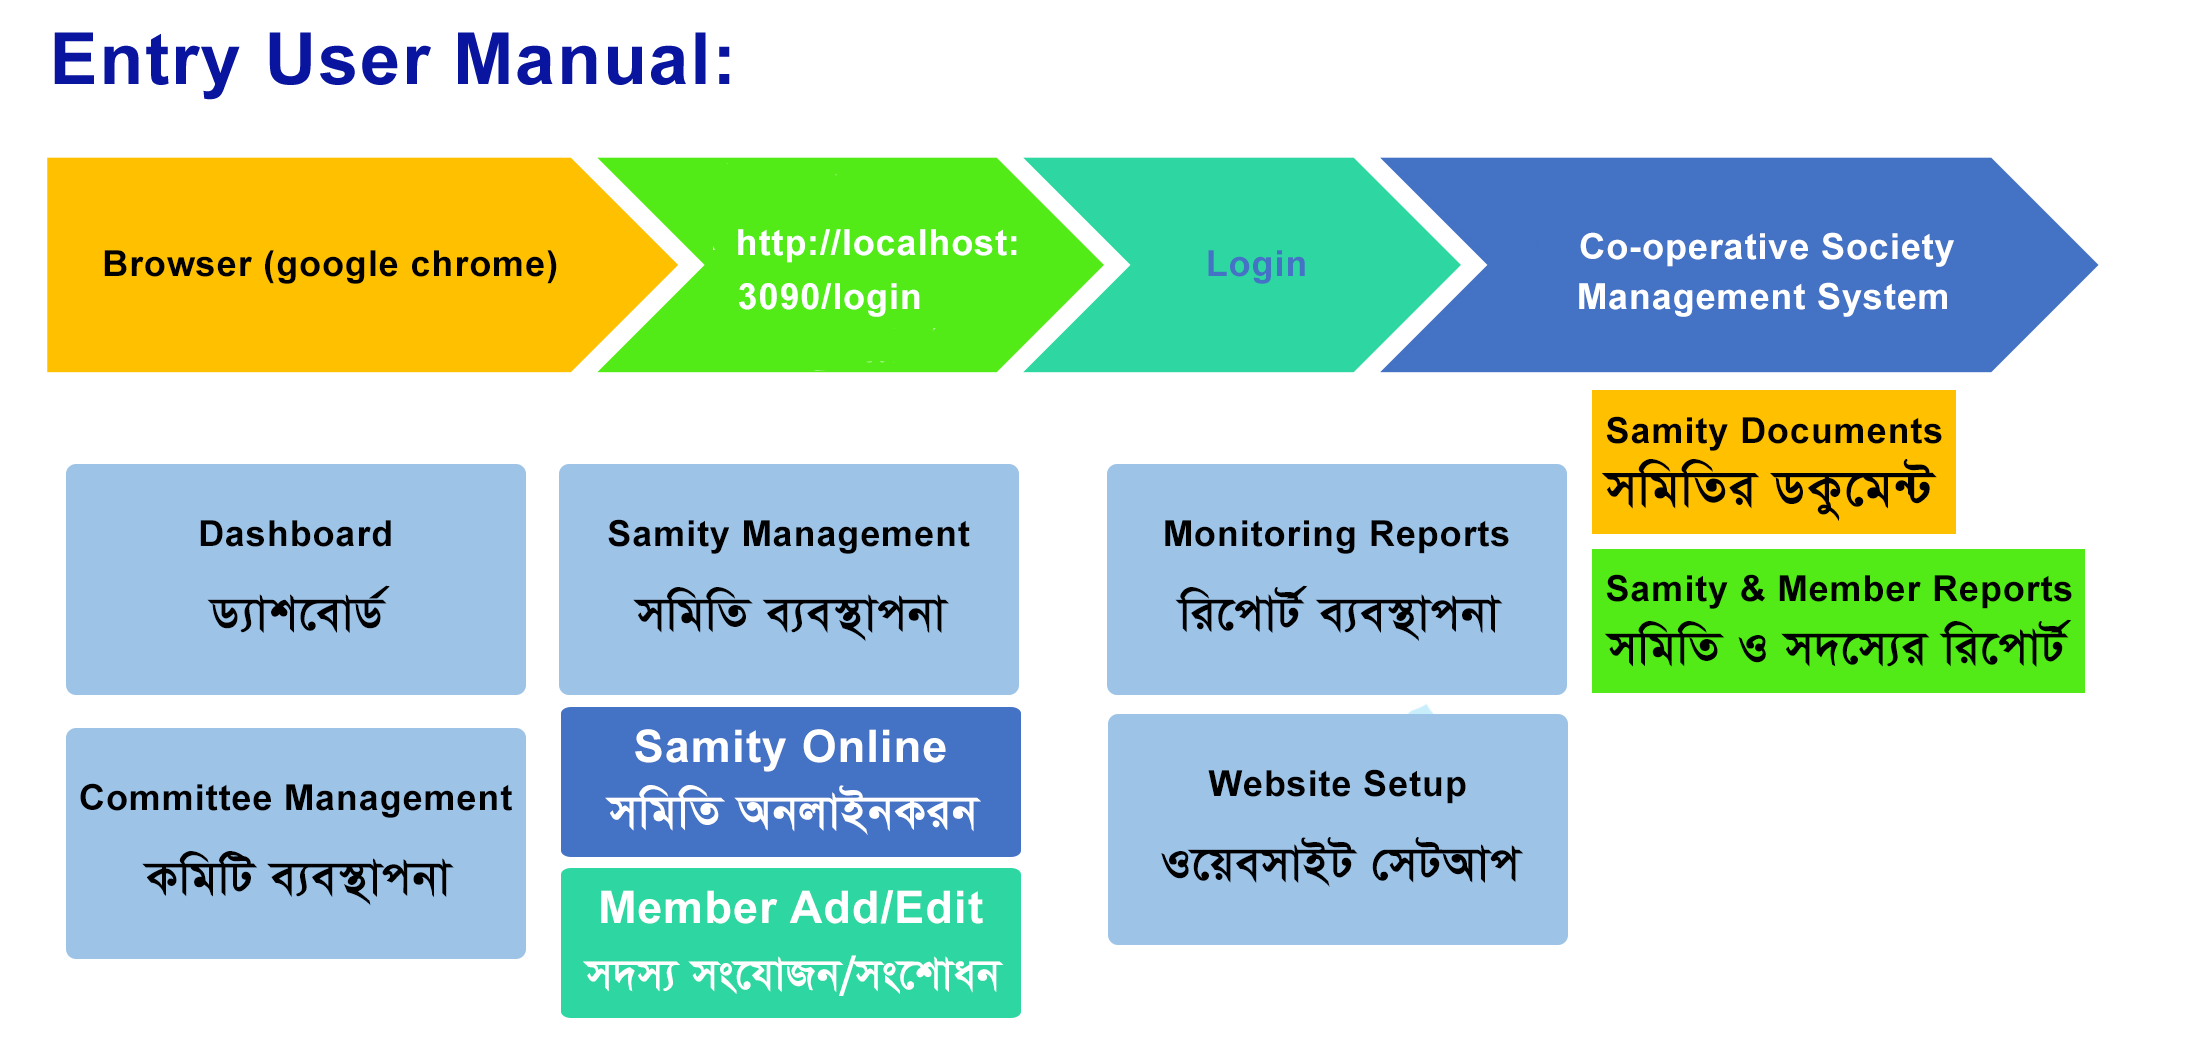 Entry User Manual:
Browser (google chrome)
http://localhost:
3090/login
Login
Co-operative Society
Management System
Dashboard
ড্যাশবোর্ড
Samity Management
সমিতি ব্যবস্থাপনা
Monitoring Reports
রিপোর্ট ব্যবস্থাপনা
Samity Documents
সমিতির ডকুমেন্ট
Samity & Member Reports
সমিতি ও সদস্যের রিপোর্ট
Committee Management
কমিটি ব্যবস্থাপনা
Samity Online
সমিতি অনলাইনকরন
Member Add/Edit
সদস্য সংযোজন/সংশোধন
Website Setup
ওয়েবসাইট সেটআপ